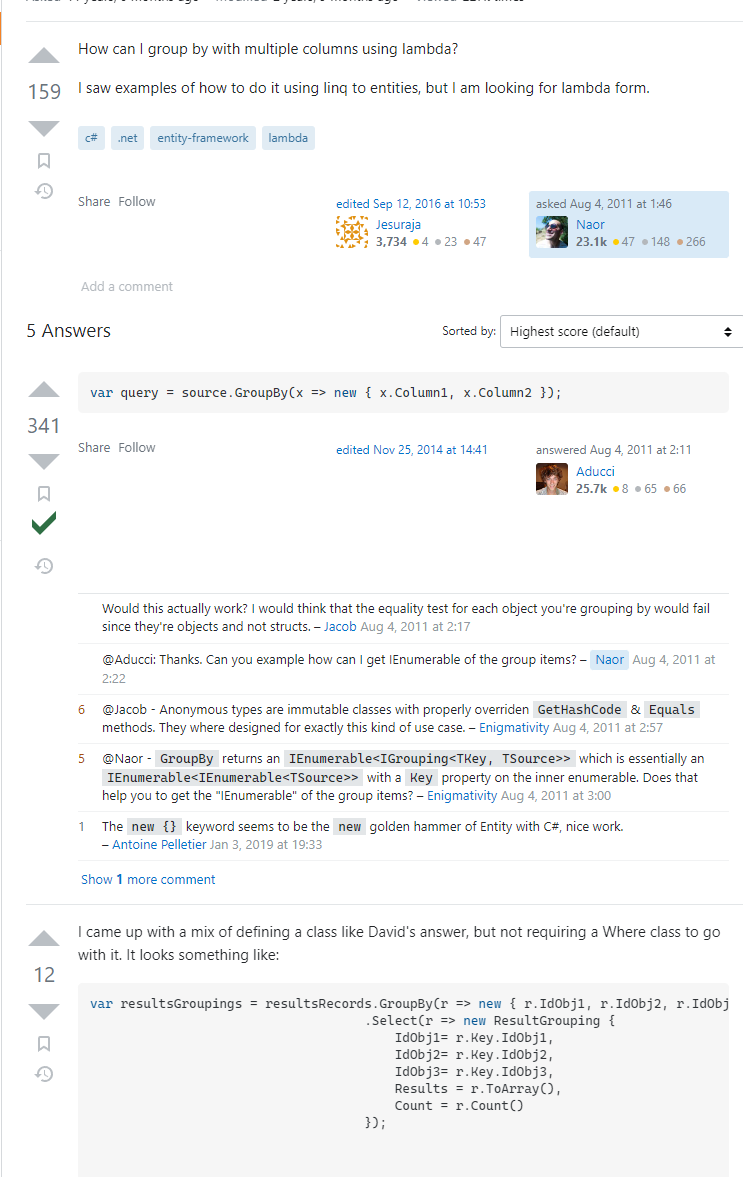 How can I group by with multiple columns using lambda?
159
I saw examples of how to do it using linq to entities, but I am looking for lambda form.
c# .net entity-framework lambda
Share Follow
edited Sep 12, 2016 at 10:53
Jesuraja
3,734 4 23 47
asked Aug 4, 2011 at 1:46
Naor
23.1k 47 148 266
Add a comment
5 Answers
Sorted by: Highest score (default)
341
var query = source.GroupBy(x => new { x.Column1, x.Column2 });
Share Follow
edited Nov 25, 2014 at 14:41
answered Aug 4, 2011 at 2:11
Aducci
25.7k 8 65 66
Would this actually work? I would think that the equality test for each object you're grouping by would fail
since they're objects and not structs. – Jacob Aug 4, 2011 at 2:17
@Aducci: Thanks. Can you example how can I get IEnumerable of the group items? – Naor Aug 4, 2011 at
2:22
6 @Jacob - Anonymous types are immutable classes with properly overriden GetHashCode & Equals
methods. They where designed for exactly this kind of use case. – Enigmativity Aug 4, 2011 at 2:57
5 @Naor - GroupBy returns an IEnumerable<IGrouping<TKey, TSource>> which is essentially an
IEnumerable<IEnumerable<TSource>> with a Key property on the inner enumerable. Does that
help you to get the "IEnumerable" of the group items? – Enigmativity Aug 4, 2011 at 3:00
1 The new {} keyword seems to be the new golden hammer of Entity with C#, nice work.
– Antoine Pelletier Jan 3, 2019 at 19:33
Show 1 more comment
I came up with a mix of defining a class like David's answer, but not requiring a Where class to go
with it. It looks something like:
12
var resultsGroupings = resultsRecords.GroupBy(r => new { r.IdObj1, r.IdObj2, r.IdObj
.Select(r => new ResultGrouping {
IdObj1= r.Key.IdObj1,
IdObj2= r.Key.IdObj2,
IdObj3= r.Key.IdObj3,
Results = r.ToArray(),
Count = r.Count()
});